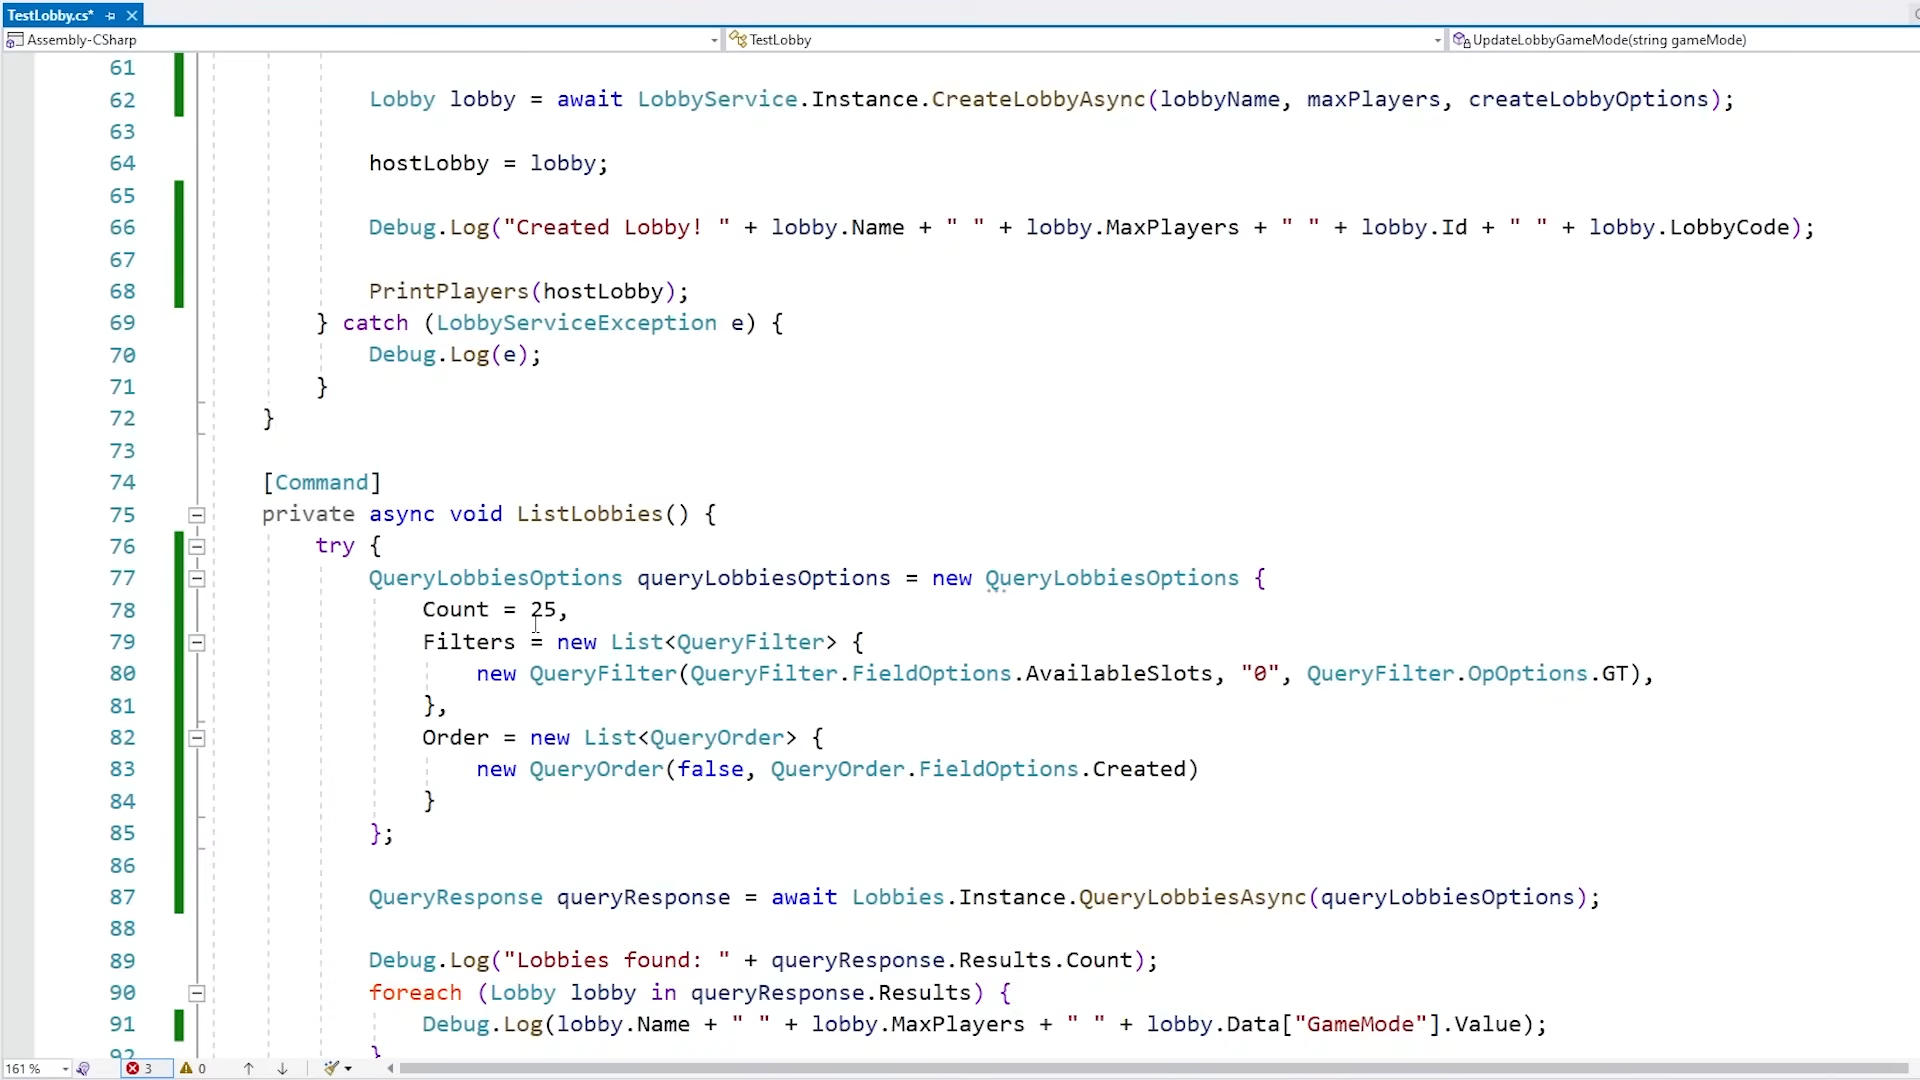 TestLobby.cs*
Assembly-CSharp
TestLobby
UpdateLobbyGameMode(string gameMode)
61
62 Lobby lobby = await LobbyService.Instance.CreateLobbyAsync(lobbyName, maxPlayers, createLobbyOptions);
63
64 hostLobby = lobby;
65
66 Debug.Log("Created Lobby! " + lobby.Name + " " + lobby.MaxPlayers + " " + lobby.Id + " " + lobby.LobbyCode);
67
68 PrintPlayers(hostLobby);
69 } catch (LobbyServiceException e) {
70 Debug.Log(e);
71 }
72 }
73
74 [Command]
75 private async void ListLobbies() {
76 try {
77 QueryLobbiesOptions queryLobbiesOptions = new QueryLobbiesOptions {
78 Count = 25,
79 Filters = new List<QueryFilter> {
80 new QueryFilter(QueryFilter.FieldOptions.AvailableSlots, "0", QueryFilter.OpOptions.GT),
81 },
82 Order = new List<QueryOrder> {
83 new QueryOrder(false, QueryOrder.FieldOptions.Created)
84 }
85 };
86
87 QueryResponse queryResponse = await Lobbies.Instance.QueryLobbiesAsync(queryLobbiesOptions);
88
89 Debug.Log("Lobbies found: " + queryResponse.Results.Count);
90 foreach (Lobby lobby in queryResponse.Results) {
91 Debug.Log(lobby.Name + " " + lobby.MaxPlayers + " " + lobby.Data["GameMode"].Value);
92 }
161 % 3 0